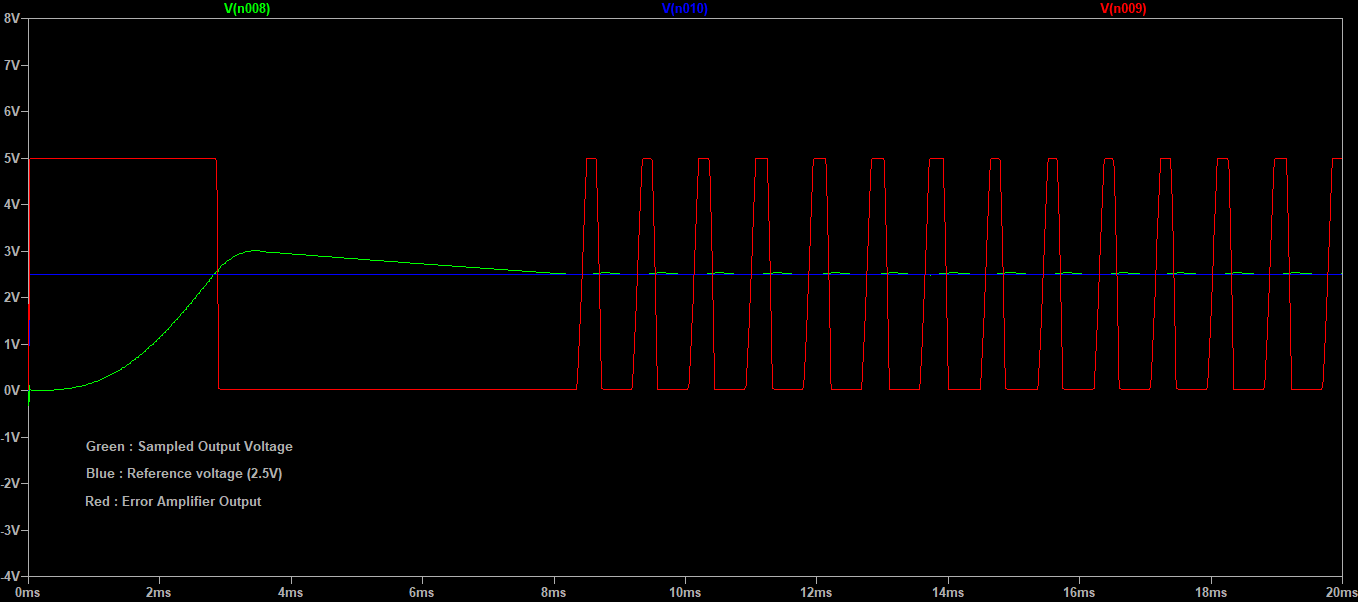 V(n008) V(n010) V(n009)
8V
7V
6V
5V
4V
3V
2V
1V
0V
-1V
-2V
-3V
-4V
Green : Sampled Output Voltage
Blue : Reference voltage (2.5V)
Red : Error Amplifier Output
0ms 2ms 4ms 6ms 8ms 10ms 12ms 14ms 16ms 18ms 20ms